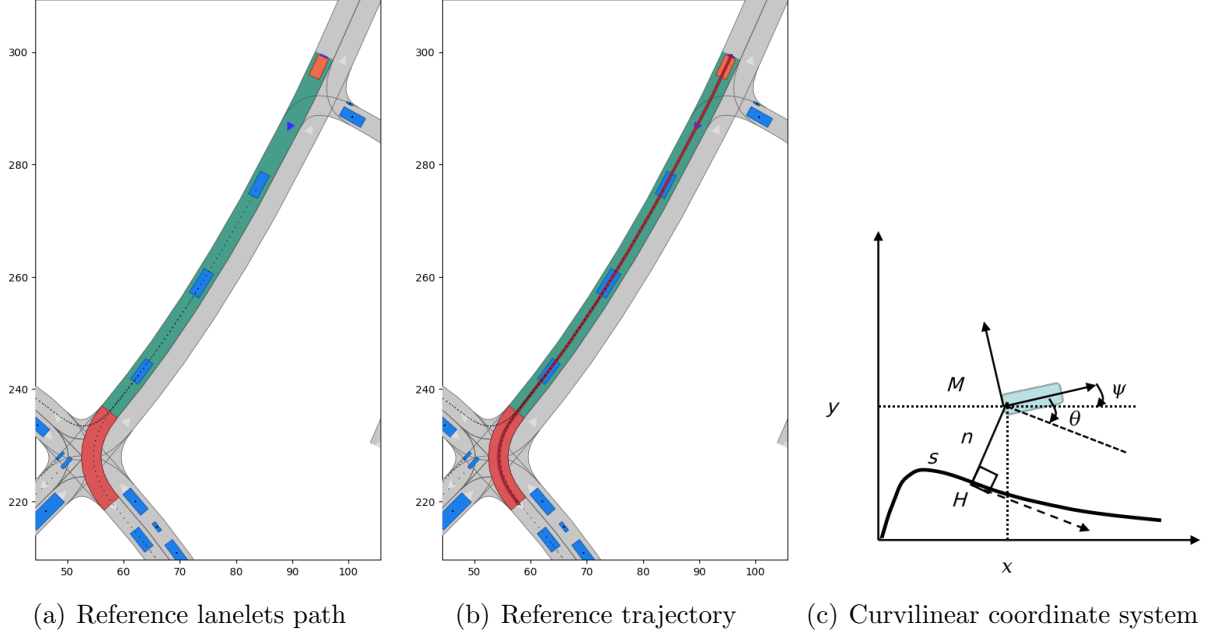 300
280
260
240
220
50
60
70
80
90
100
300
280
260
240
220
50
60
70
80
90
100
y
M
ψ
θ
n
s
H
x
(a) Reference lanelets path
(b) Reference trajectory
(c) Curvilinear coordinate system